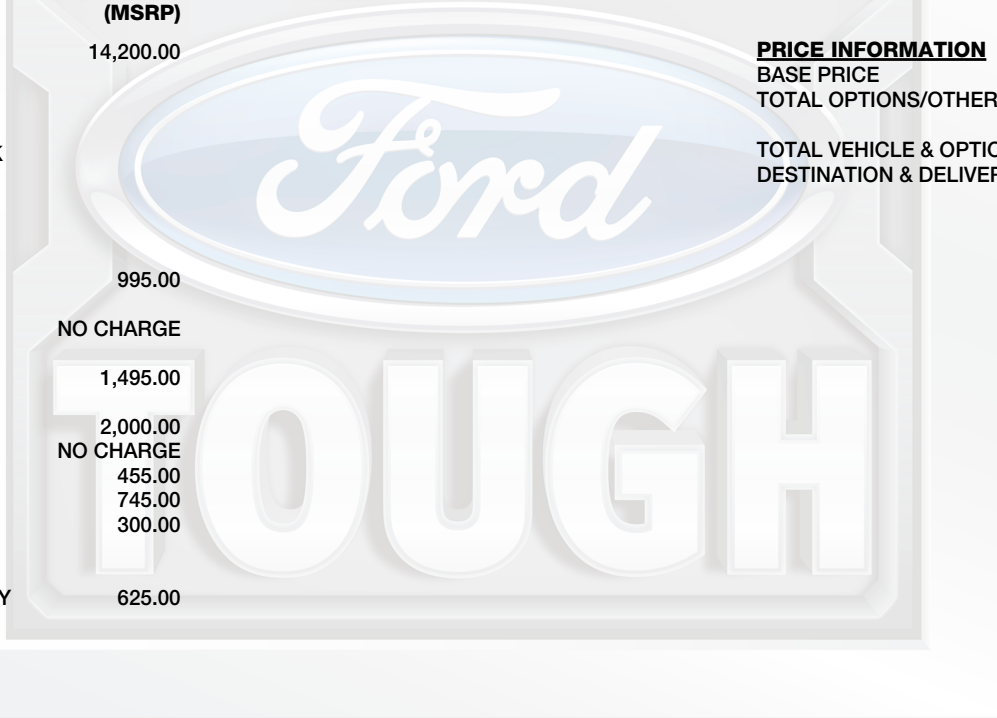 (MSRP)
14,200.00
K
995.00
NO CHARGE
1,495.00
2,000.00
NO CHARGE
455.00
745.00
300.00
Y 625.00
PRICE INFORMATION
BASE PRICE
TOTAL OPTIONS/OTHER
TOTAL VEHICLE & OPTIO
DESTINATION & DELIVER
Ford
TOUGH